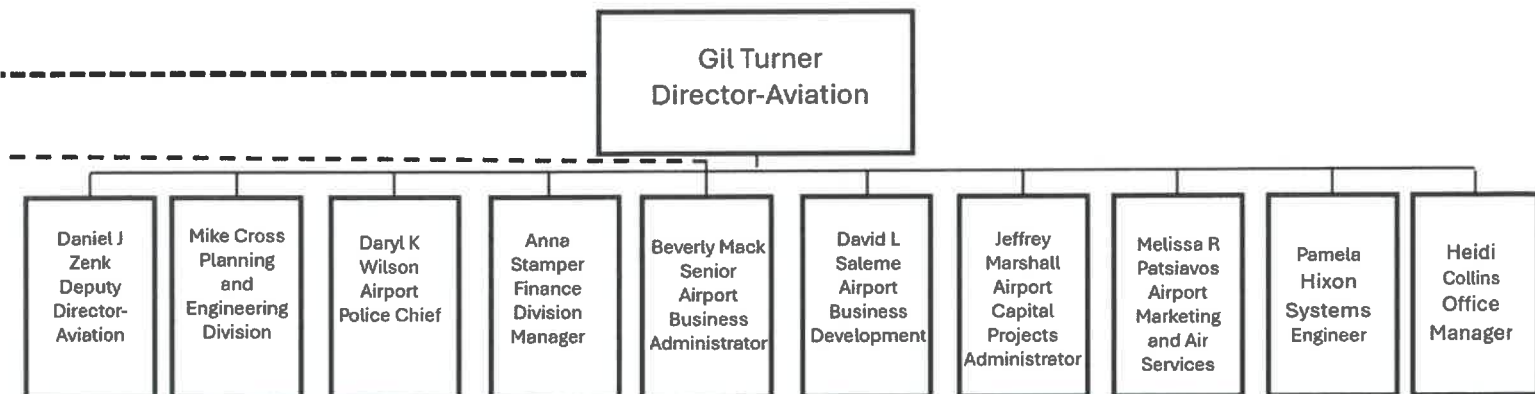 Gil Turner
Director-Aviation
Daniel J
Zenk
Deputy
Director-
Aviation
Mike Cross
Planning
and
Engineering
Division
Daryl K
Wilson
Airport
Police Chief
Anna
Stamper
Finance
Division
Manager
Beverly Mack
Senior
Airport
Business
Administrator
David L
Saleme
Airport
Business
Development
Jeffrey
Marshall
Airport
Capital
Projects
Administrator
Melissa R
Patsiavos
Airport
Marketing
and Air
Services
Pamela
Hixon
Systems
Engineer
Heidi
Collins
Office
Manager